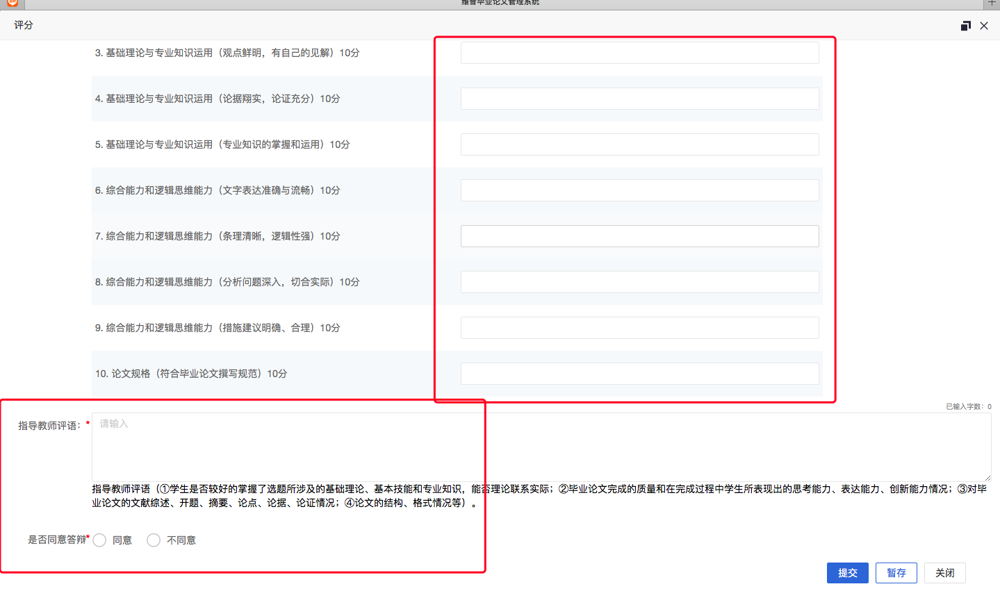 维普毕业论文管理系统
评分
3. 基础理论与专业知识运用（观点鲜明，有自己的见解）10分
4. 基础理论与专业知识运用（论据翔实，论证充分）10分
5. 基础理论与专业知识运用（专业知识的掌握和运用）10分
6. 综合能力和逻辑思维能力（文字表达准确与流畅）10分
7. 综合能力和逻辑思维能力（条理清晰，逻辑性强）10分
8. 综合能力和逻辑思维能力（分析问题深入，切合实际）10分
9. 综合能力和逻辑思维能力（措施建议明确、合理）10分
10. 论文规格（符合毕业论文撰写规范）10分
已输入字数：0
指导教师评语：* 请输入
指导教师评语（①学生是否较好的掌握了选题所涉及的基础理论、基本技能和专业知识，能否理论联系实际；②毕业论文完成的质量和在完成过程中学生所表现出的思考能力、表达能力、创新能力情况；③对毕
业论文的文献综述、开题、摘要、论点、论据、论证情况；④论文的结构、格式情况等）。
是否同意答辩* 同意 不同意
提交 暂存 关闭